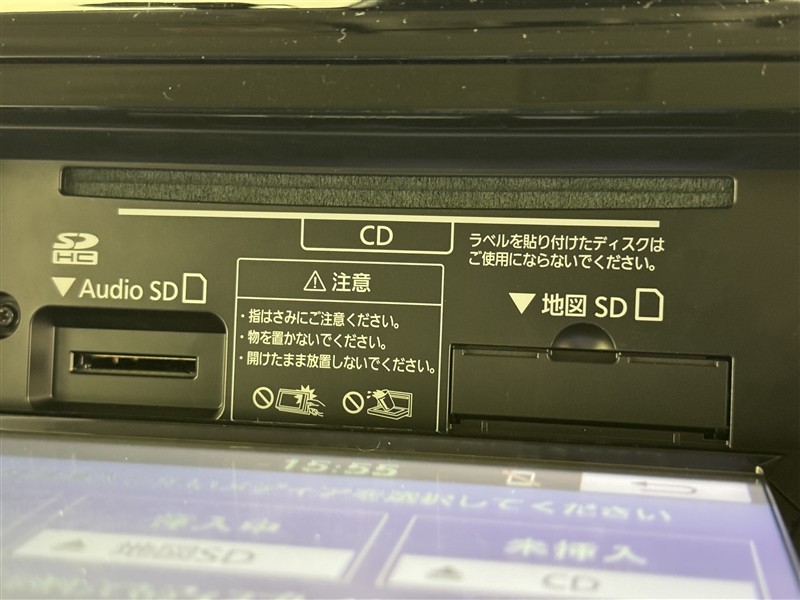 CD
ラベルを貼り付けたディスクは
ご使用にならないでください。
SD
HC
▼Audio SD
⚠注意
・指はさみにご注意ください。
・物を置かないでください。
・開けたまま放置しないでください。
▼地図 SD
15:55
挿入中
未挿入
地図SD
CD